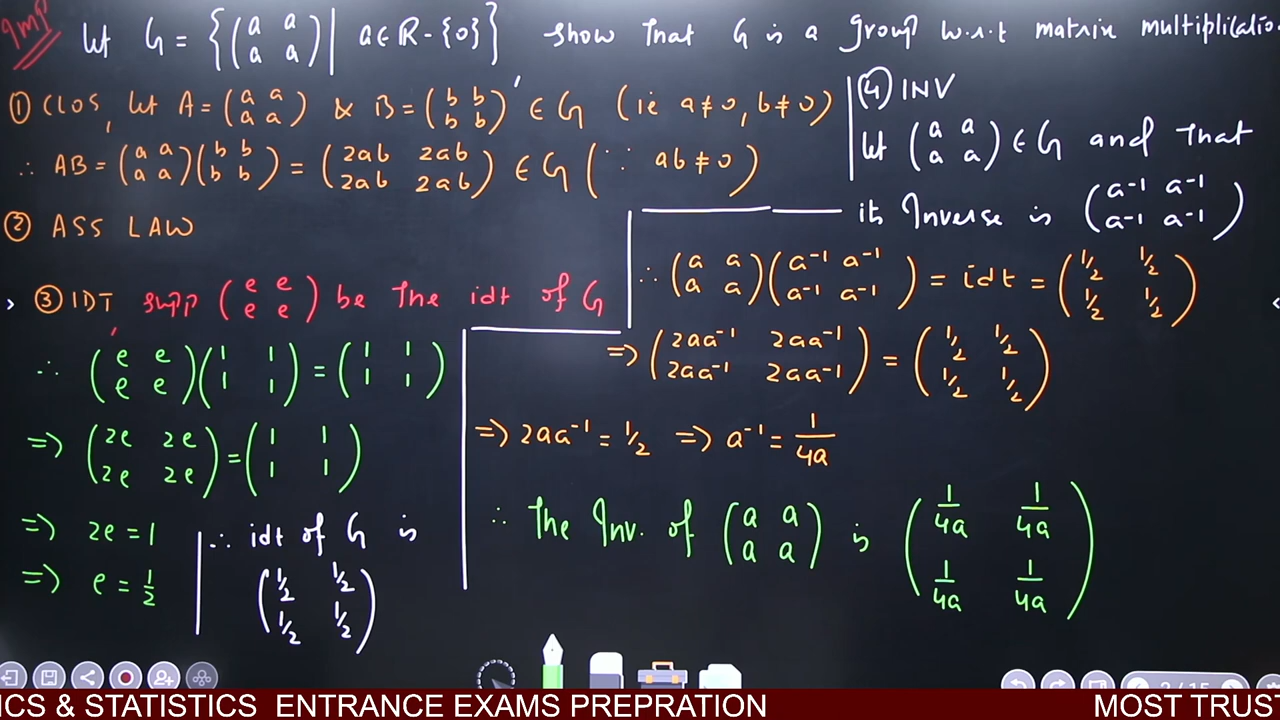 Imp
Let G = {(a a / a a) | a∈R-{0}} show that G is a group w.r.t matrix multiplicatio
① CLOS, let A = (a a / a a) & B = (b b / b b) ∈ G (ie a≠0, b≠0)
∴ AB = (a a / a a)(b b / b b) = (2ab 2ab / 2ab 2ab) ∈ G (∵ ab≠0)
② ASS LAW
③ IDT, supp (e e / e e) be the idt of G
∴ (e e / e e)(1 1 / 1 1) = (1 1 / 1 1)
=> (2e 2e / 2e 2e) = (1 1 / 1 1)
=> 2e = 1
=> e = 1/2
∴ idt of G is
(1/2 1/2 / 1/2 1/2)
(4) INV
Let (a a / a a) ∈ G and that
its Inverse is (a⁻¹ a⁻¹ / a⁻¹ a⁻¹)
∴ (a a / a a)(a⁻¹ a⁻¹ / a⁻¹ a⁻¹) = idt = (1/2 1/2 / 1/2 1/2)
=> (2aa⁻¹ 2aa⁻¹ / 2aa⁻¹ 2aa⁻¹) = (1/2 1/2 / 1/2 1/2)
=> 2aa⁻¹ = 1/2 => a⁻¹ = 1/4a
∴ The Inv. of (a a / a a) is (1/4a 1/4a / 1/4a 1/4a)
ICS & STATISTICS ENTRANCE EXAMS PREPRATION MOST TRUST